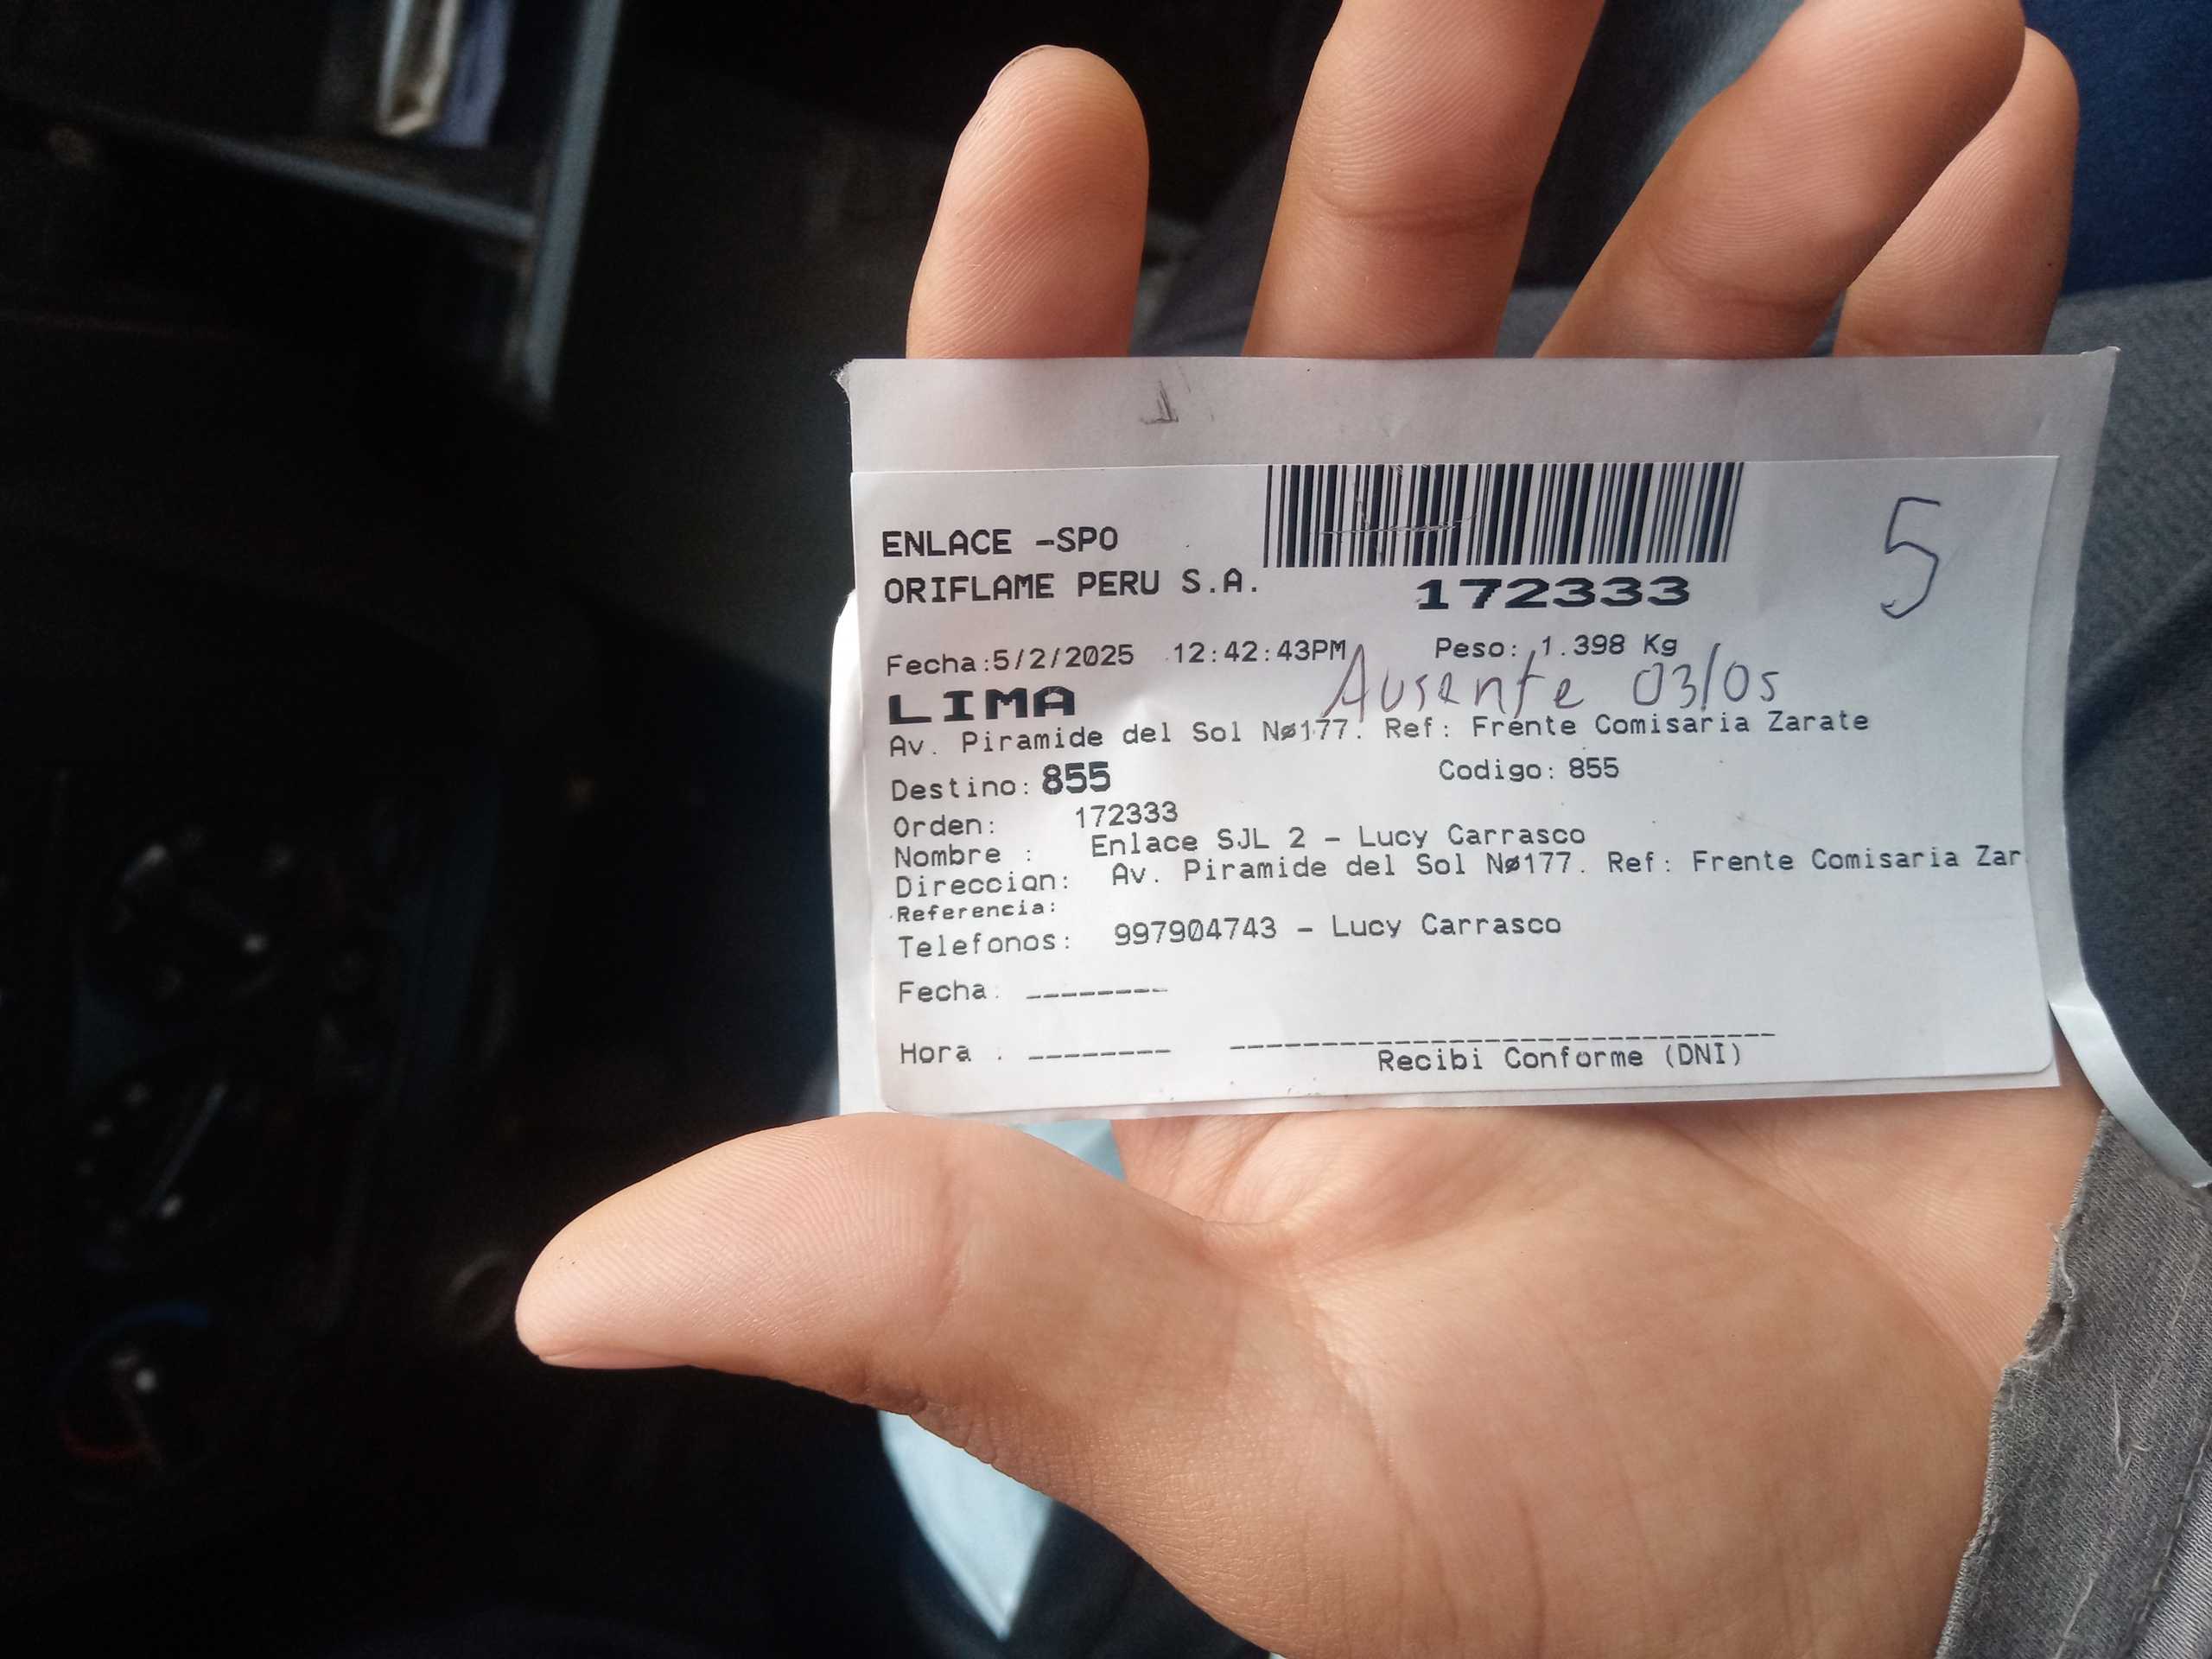 ENLACE -SPO
ORIFLAME PERU S.A.
172333
5
Fecha:5/2/2025 12:42:43PM Peso: 1.398 Kg
Ausente 03/05
LIMA
Av. Piramide del Sol Nø177. Ref: Frente Comisaria Zarate
Destino: 855 Codigo: 855
Orden: 172333
Nombre : Enlace SJL 2 - Lucy Carrasco
Direccion: Av. Piramide del Sol Nø177. Ref: Frente Comisaria Zar
Referencia:
Telefonos: 997904743 - Lucy Carrasco
Fecha: --------
Hora : --------
Recibi Conforme (DNI)